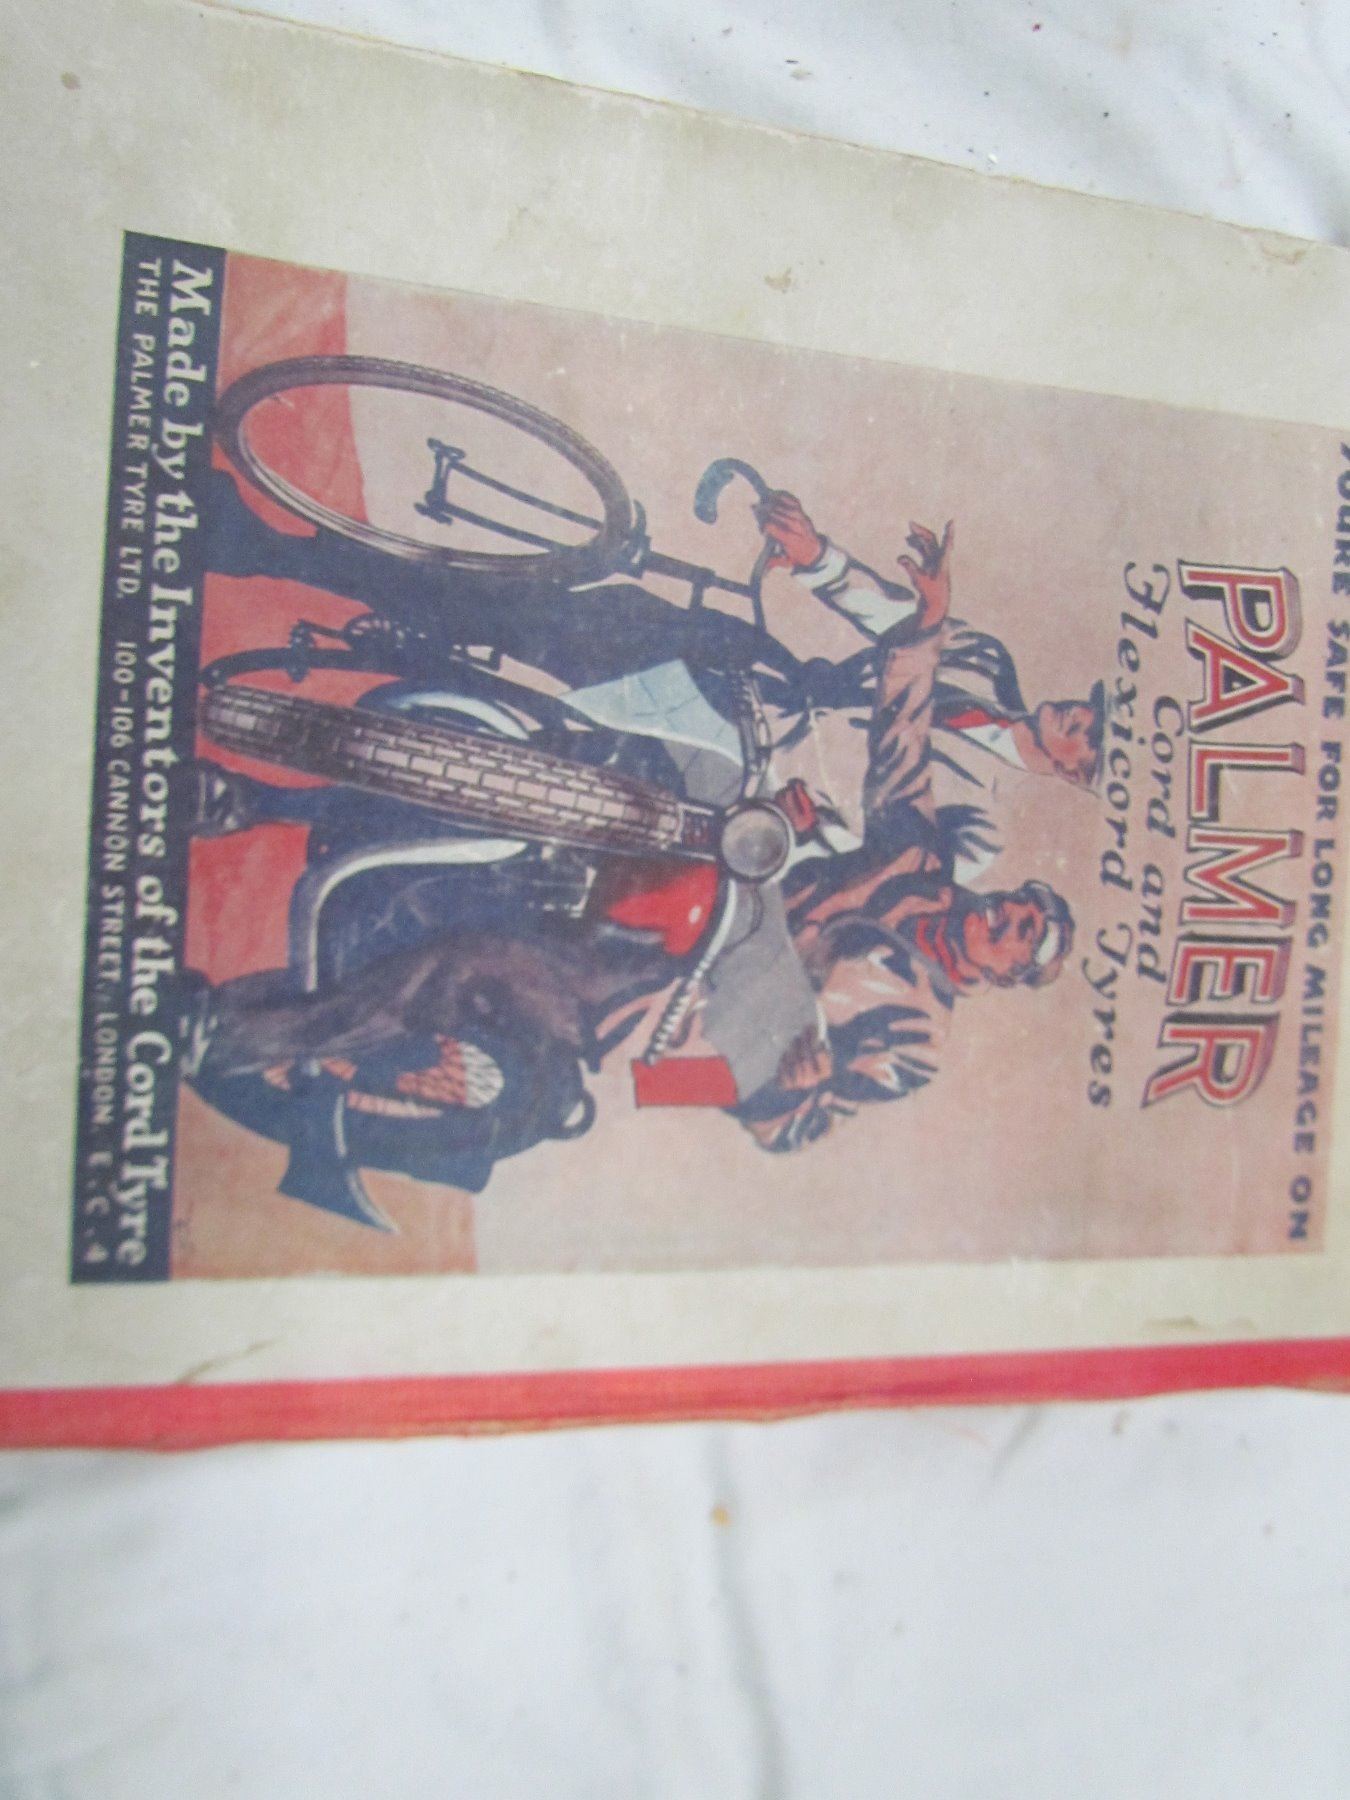 YOU'RE SAFE FOR LONG MILEAGE ON
PALMER
Cord and
Flexicord Tyres
Made by the Inventors of the Cord Tyre
THE PALMER TYRE LTD. 100-106 CANNON STREET, LONDON. E.C.4